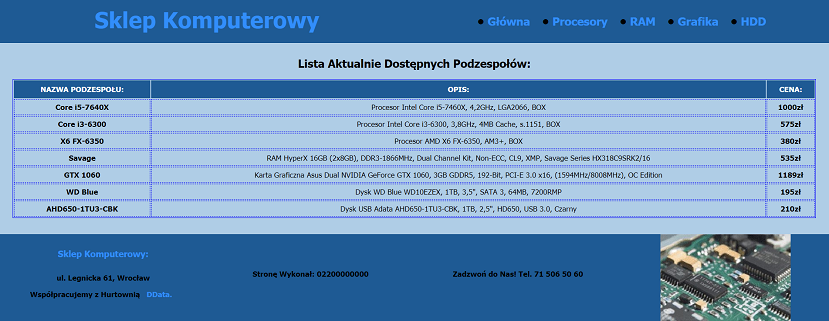 Sklep Komputerowy
Główna Procesory RAM Grafika HDD
Lista Aktualnie Dostępnych Podzespołów:
NAZWA PODZESPOŁU: OPIS: CENA:
Core i5-7640X Procesor Intel Core i5-7460X, 4,2GHz, LGA2066, BOX 1000zł
Core i3-6300 Procesor Intel Core i3-6300, 3,8GHz, 4MB Cache, s.1151, BOX 575zł
X6 FX-6350 Procesor AMD X6 FX-6350, AM3+, BOX 380zł
Savage RAM HyperX 16GB (2x8GB), DDR3-1866MHz, Dual Channel Kit, Non-ECC, CL9, XMP, Savage Series HX318C9SRK2/16 535zł
GTX 1060 Karta Graficzna Asus Dual NVIDIA GeForce GTX 1060, 3GB GDDR5, 192-Bit, PCI-E 3.0 x16, (1594MHz/8008MHz), OC Edition 1189zł
WD Blue Dysk WD Blue WD10EZEX, 1TB, 3,5", SATA 3, 64MB, 7200RMP 195zł
AHD650-1TU3-CBK Dysk USB Adata AHD650-1TU3-CBK, 1TB, 2,5", HD650, USB 3.0, Czarny 210zł
Sklep Komputerowy:
ul. Legnicka 61, Wrocław
Współpracujemy z Hurtownią DData.
Stronę Wykonał: 02200000000
Zadzwoń do Nas! Tel. 71 506 50 60